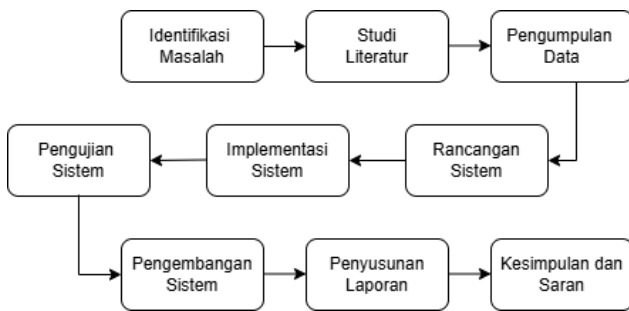 Identifikasi
Masalah
Studi
Literatur
Pengumpulan
Data
Rancangan
Sistem
Implementasi
Sistem
Pengujian
Sistem
Pengembangan
Sistem
Penyusunan
Laporan
Kesimpulan dan
Saran